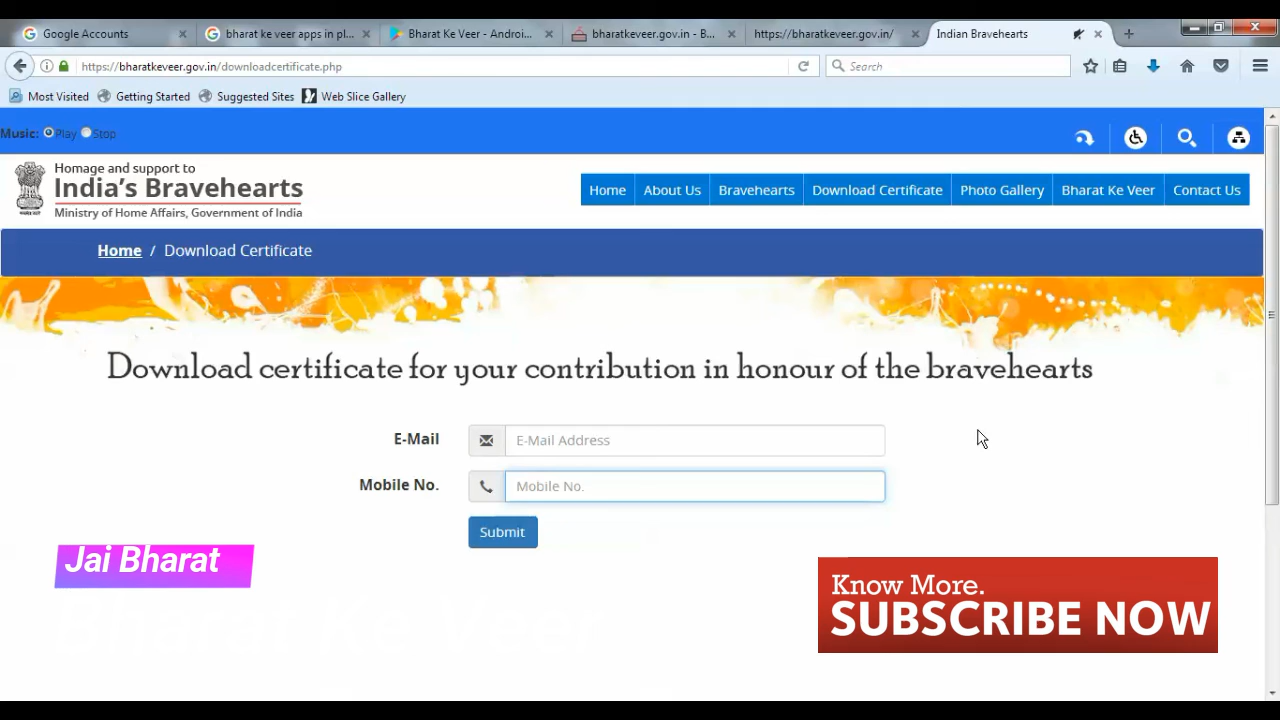 Google Accounts
bharat ke veer apps in pl...
Bharat Ke Veer - And
bharatkeveer.gov.in - B...
https://bharatkeveer.gov.in/
Indian Bravehearts
https://bharatkeveer.gov.in/downloadcertificate.php
Search
Most Visited
Getting Started
Suggested Sites
Web Slice Gallery
Music: Play Stop
Homage and support to
India's Bravehearts
Ministry of Home Affairs, Government of India
Home
About Us
Bravehearts
Download Certificate
Photo Gallery
Bharat Ke Veer
Contact Us
Home / Download Certificate
Download certificate for your contribution in honour of the bravehearts
E-Mail
E-Mail Address
Mobile No.
Mobile No.
Submit
Jai Bharat
Know More.
SUBSCRIBE NOW